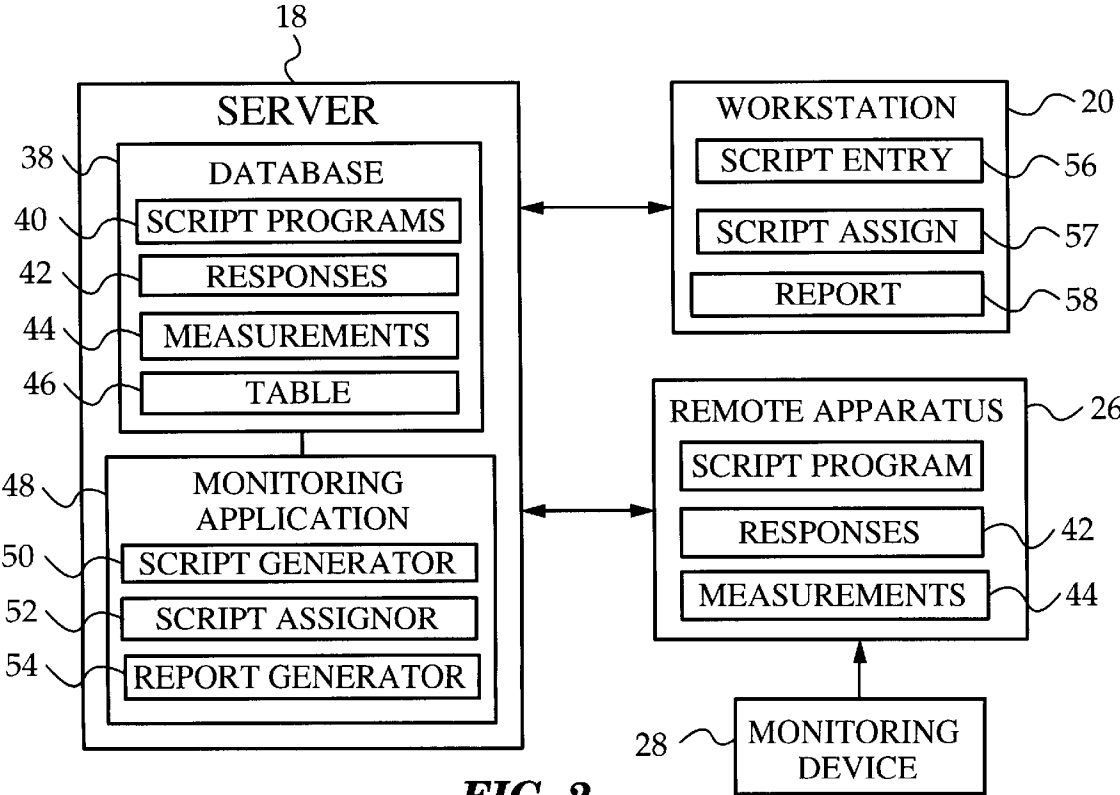 18
SERVER
38
DATABASE
40
SCRIPT PROGRAMS
42
RESPONSES
44
MEASUREMENTS
46
TABLE
48
MONITORING
APPLICATION
50
SCRIPT GENERATOR
52
SCRIPT ASSIGNOR
54
REPORT GENERATOR
WORKSTATION
20
SCRIPT ENTRY
56
SCRIPT ASSIGN
57
REPORT
58
REMOTE APPARATUS
26
SCRIPT PROGRAM
RESPONSES
42
MEASUREMENTS
44
28
MONITORING
DEVICE
FIG.